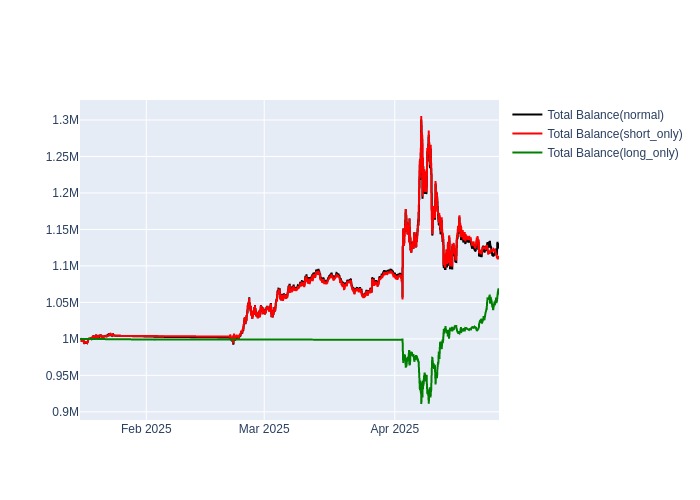 1.3M
1.25M
1.2M
1.15M
1.1M
1.05M
1M
0.95M
0.9M
Feb 2025
Mar 2025
Apr 2025
Total Balance(normal)
Total Balance(short_only)
Total Balance(long_only)